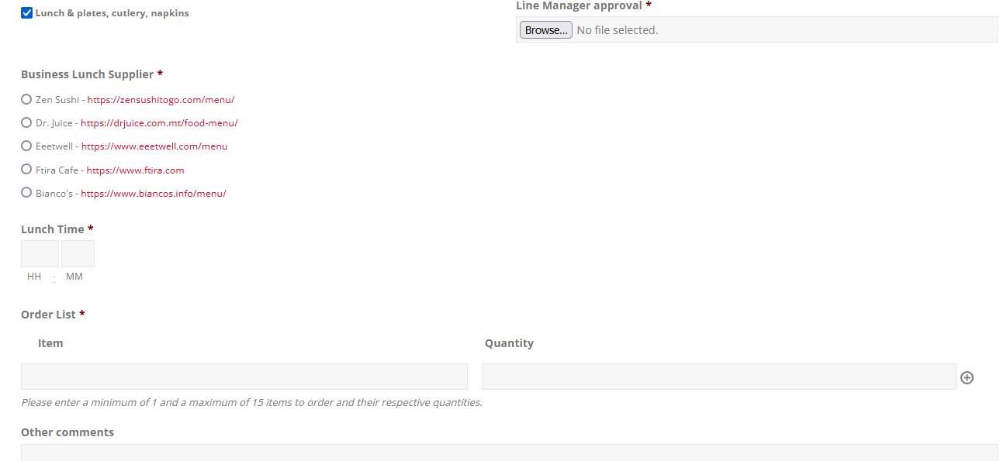 Lunch & plates, cutlery, napkins
Line Manager approval *
Browse... No file selected.
Business Lunch Supplier *
Zen Sushi - https://zensushitogo.com/menu/
Dr. Juice - https://drjuice.com.mt/food-menu/
Eeetwell - https://www.eeetwell.com/menu
Ftira Cafe - https://www.ftira.com
Bianco's - https://www.biancos.info/menu/
Lunch Time *
HH : MM
Order List *
Item Quantity
Please enter a minimum of 1 and a maximum of 15 items to order and their respective quantities.
Other comments